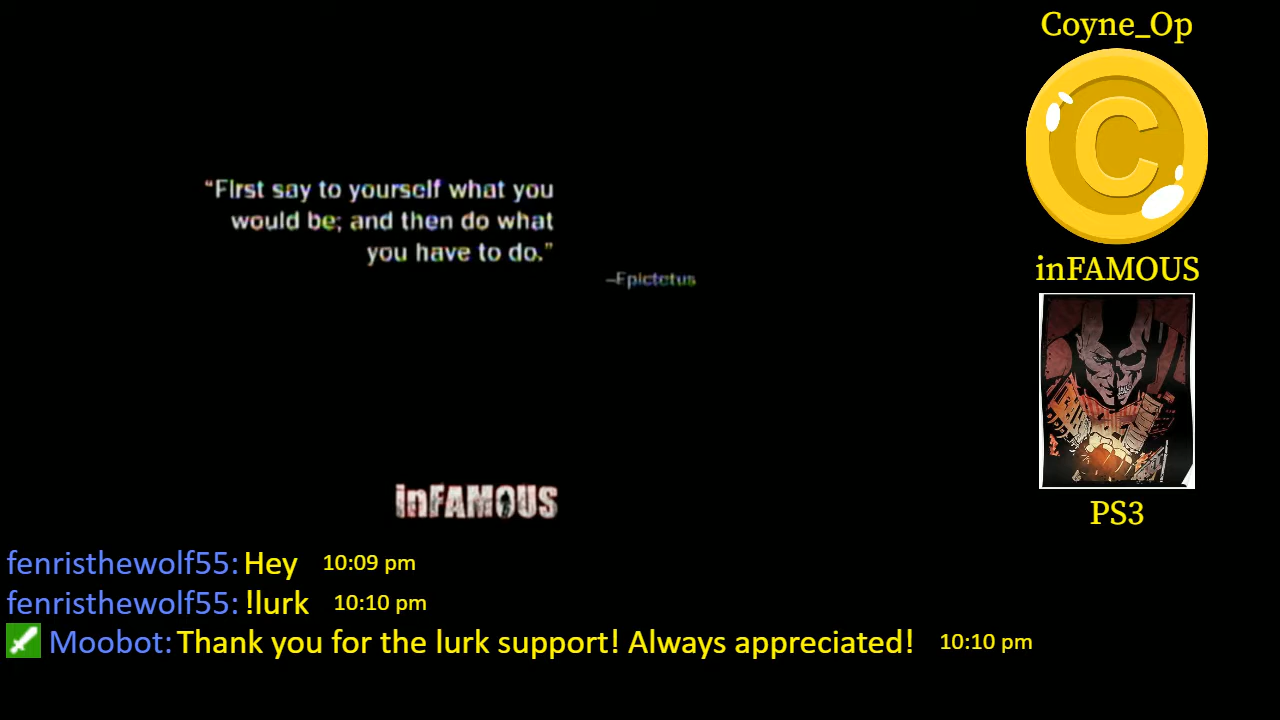 “First say to yourself what you
would be; and then do what
you have to do.”
–Epictetus
inFAMOUS
Coyne_Op
C
inFAMOUS
PS3
fenristhewolf55: Hey 10:09 pm
fenristhewolf55: !lurk 10:10 pm
Moobot: Thank you for the lurk support! Always appreciated! 10:10 pm